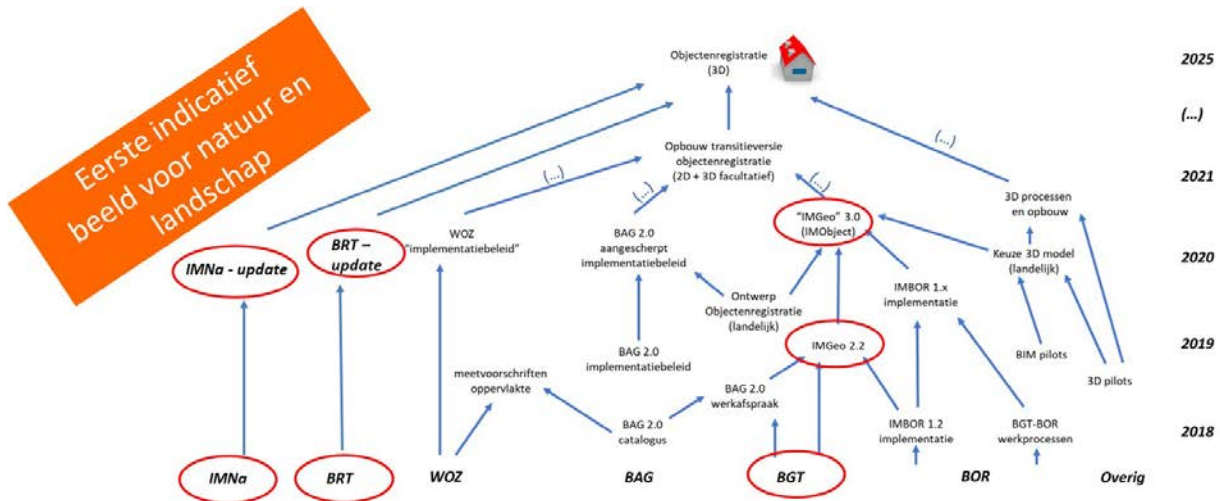 Eerste indicatief
beeld voor natuur en
landschap
Objectenregistratie
(3D)
2025
(...)
(...)
Opbouw transitieversie
objectenregistratie
(2D + 3D facultatief)
2021
(...)
(...)
(...)
3D processen
en opbouw
"IMGeo" 3.0
(IMObject)
WOZ
"implementatiebeleid"
BAG 2.0
aangescherpt
implementatiebeleid
BRT –
update
IMNa - update
Keuze 3D model
(landelijk)
2020
Ontwerp
Objectenregistratie
(landelijk)
IMBOR 1.x
implementatie
IMGeo 2.2
2019
BAG 2.0
implementatiebeleid
BIM pilots
3D pilots
meetvoorschriften
oppervlakte
BAG 2.0
werkafspraak
BAG 2.0
catalogus
IMBOR 1.2
implementatie
BGT-BOR
werkprocessen
2018
IMNa
BRT
WOZ
BAG
BGT
BOR
Overig